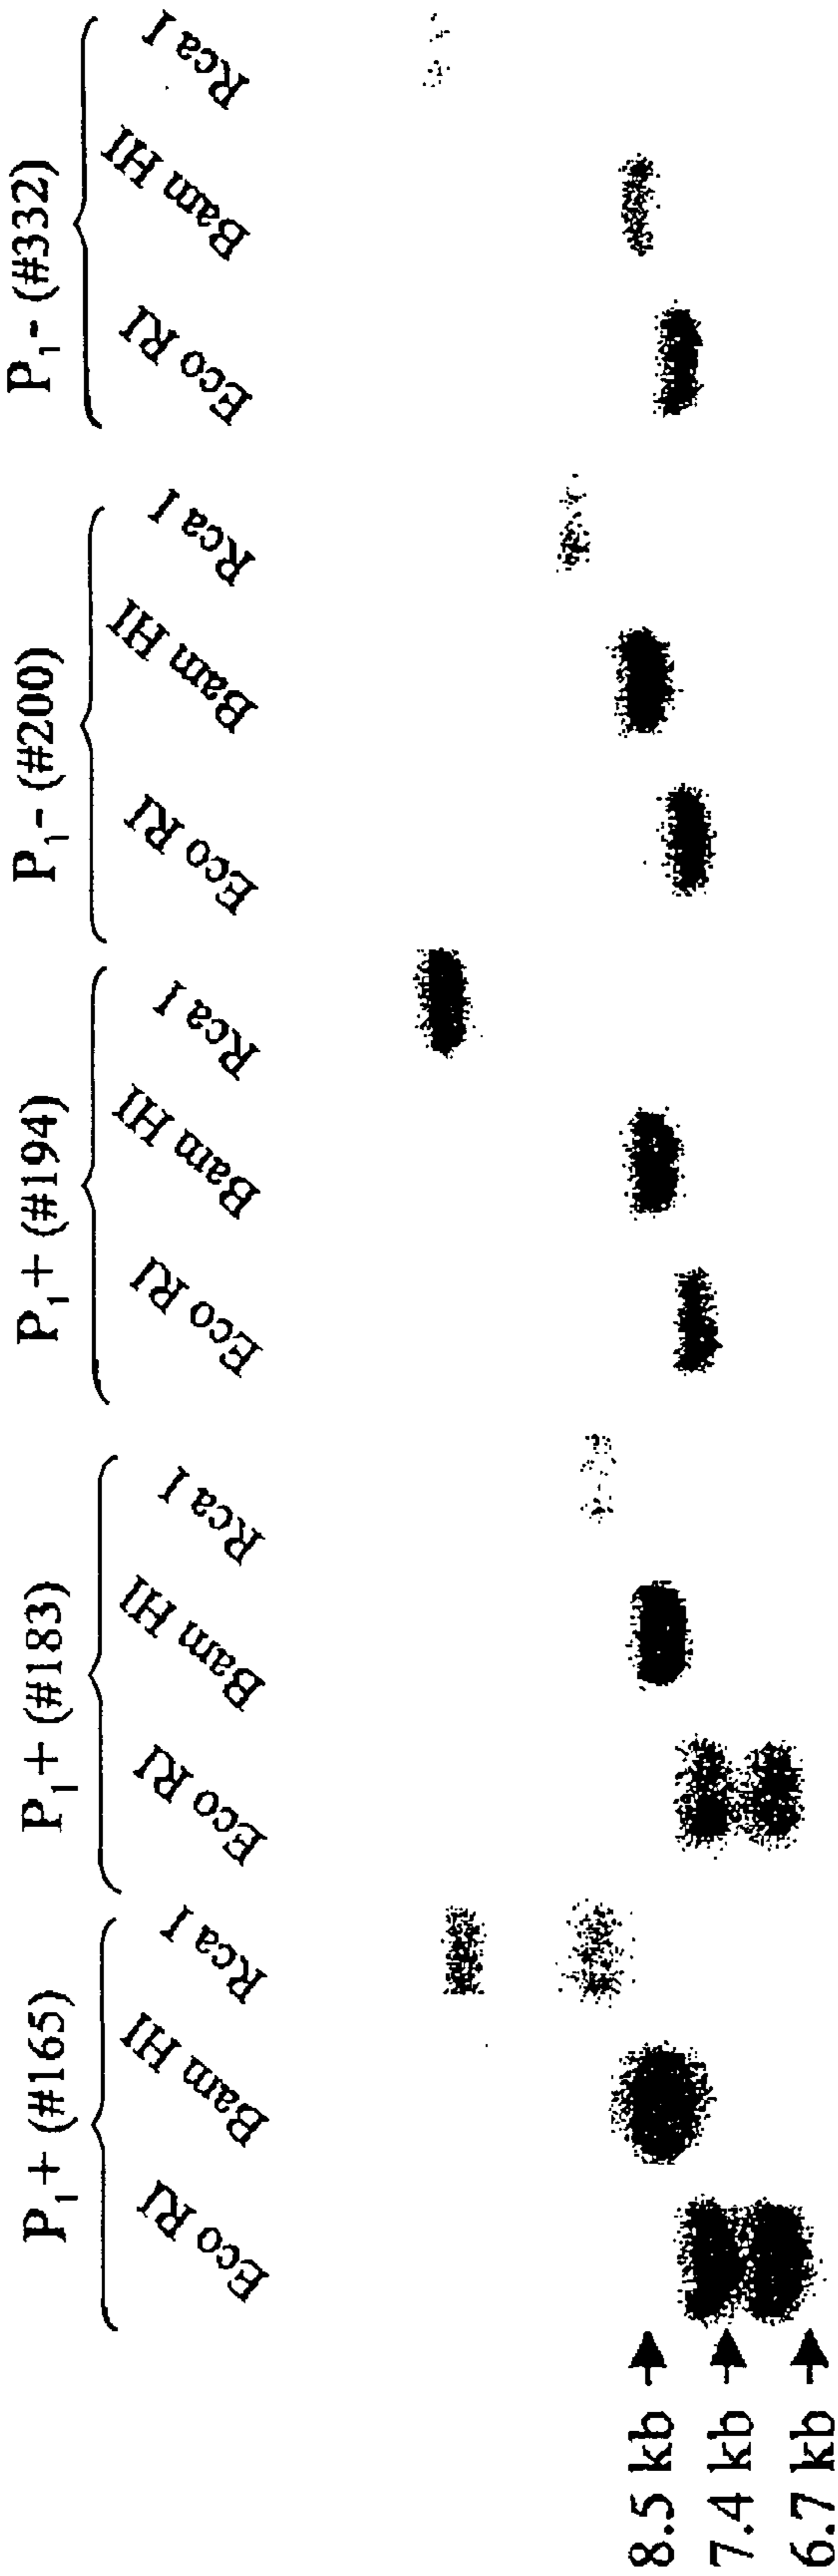 P1+ (#165)
Eco RI
Bam HI
Rca I
P1+ (#183)
Eco RI
Bam HI
Rca I
P1+ (#194)
Eco RI
Bam HI
Rca I
P1- (#200)
Eco RI
Bam HI
Rca I
P1- (#332)
Eco RI
Bam HI
Rca I
8.5 kb
7.4 kb
6.7 kb